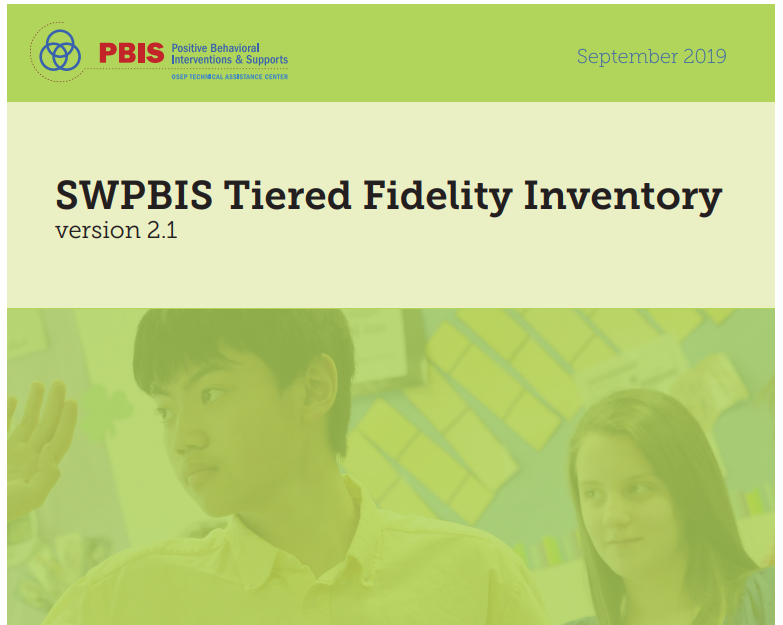 PBIS
Positive Behavioral
Interventions & Supports
OSEP TECHNICAL ASSISTANCE CENTER
September 2019
SWPBIS Tiered Fidelity Inventory
version 2.1